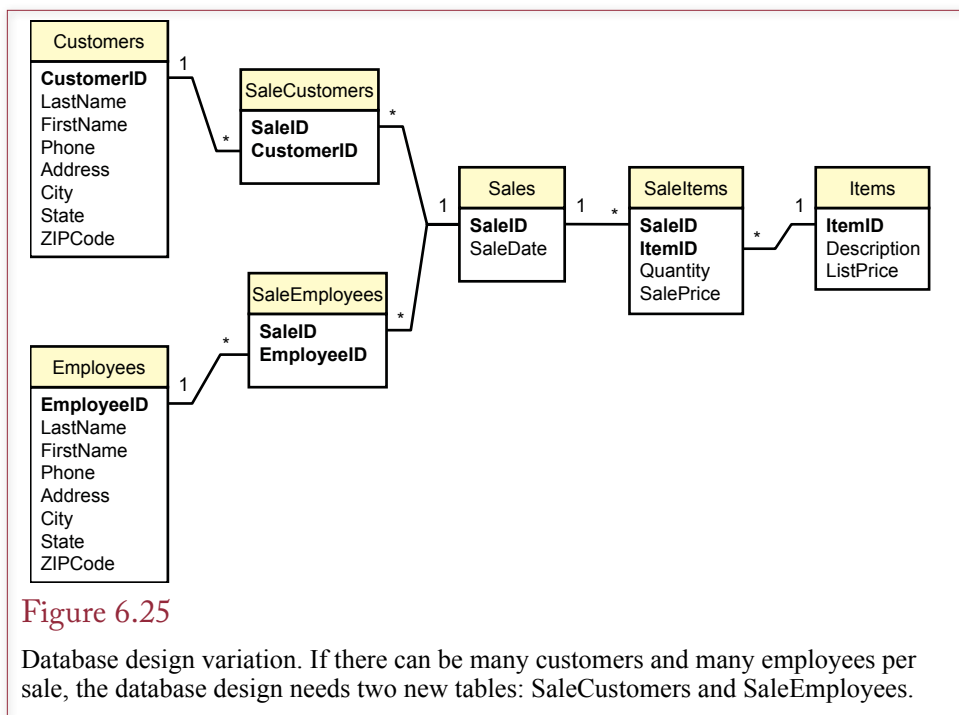 Customers
CustomerID
LastName
FirstName
Phone
Address
City
State
ZIPCode
1
*
SaleCustomers
SaleID
CustomerID
*
Employees
EmployeeID
LastName
FirstName
Phone
Address
City
State
ZIPCode
1
*
SaleEmployees
SaleID
EmployeeID
*
1
Sales
SaleID
SaleDate
1
*
SaleItems
SaleID
ItemID
Quantity
SalePrice
*
1
Items
ItemID
Description
ListPrice
Figure 6.25
Database design variation. If there can be many customers and many employees per
sale, the database design needs two new tables: SaleCustomers and SaleEmployees.